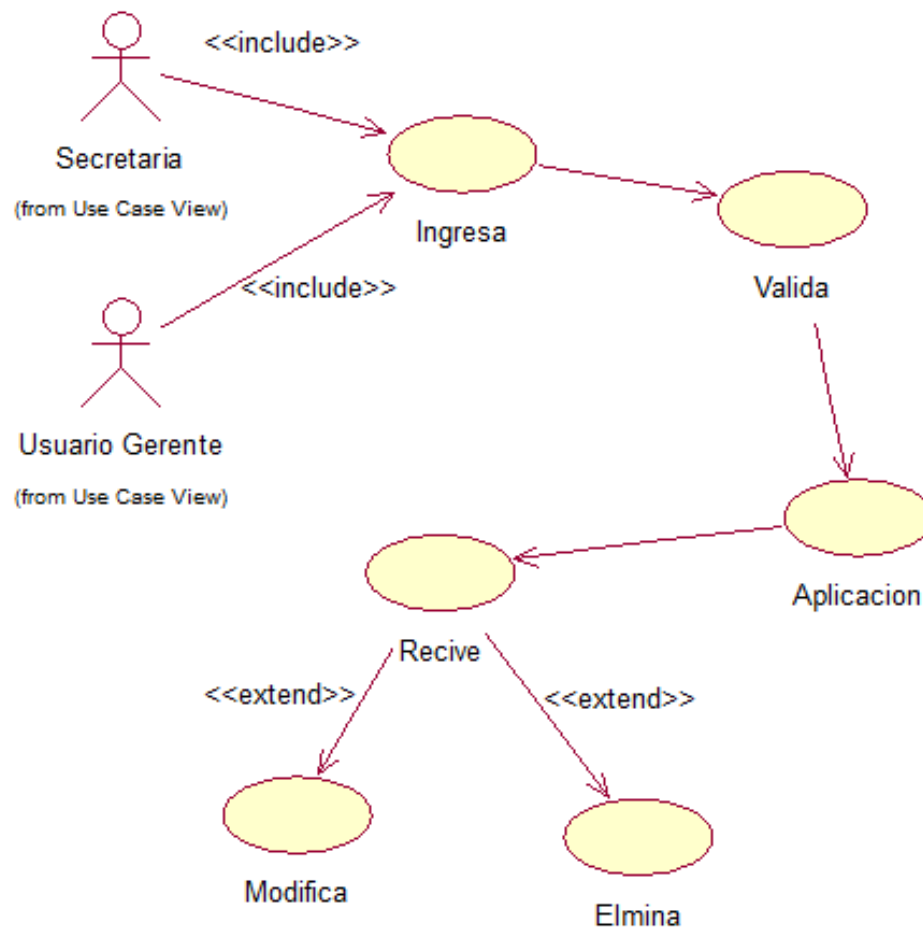 <<include>>
Secretaria
(from Use Case View)
Ingresa
<<include>>
Valida
Usuario Gerente
(from Use Case View)
Aplicacion
Recive
<<extend>>
<<extend>>
Modifica
Elmina